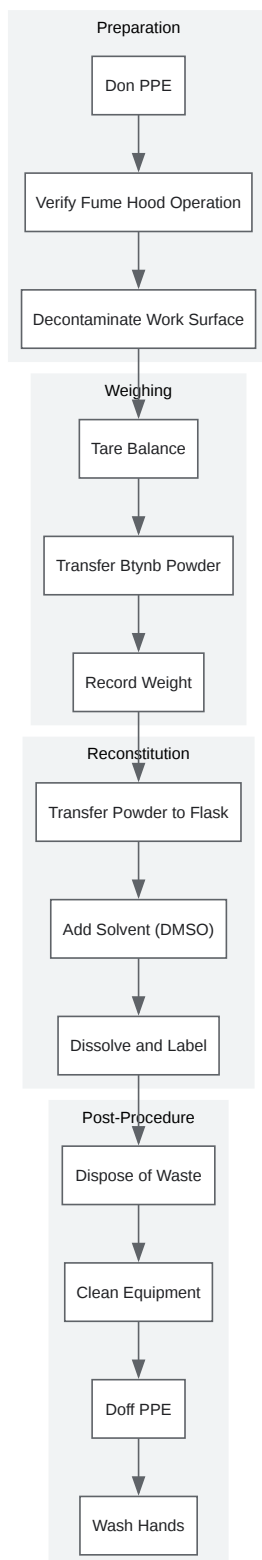 Preparation
Don PPE
Verify Fume Hood Operation
Decontaminate Work Surface
Weighing
Tare Balance
Transfer Btynb Powder
Record Weight
Reconstitution
Transfer Powder to Flask
Add Solvent (DMSO)
Dissolve and Label
Post-Procedure
Dispose of Waste
Clean Equipment
Doff PPE
Wash Hands